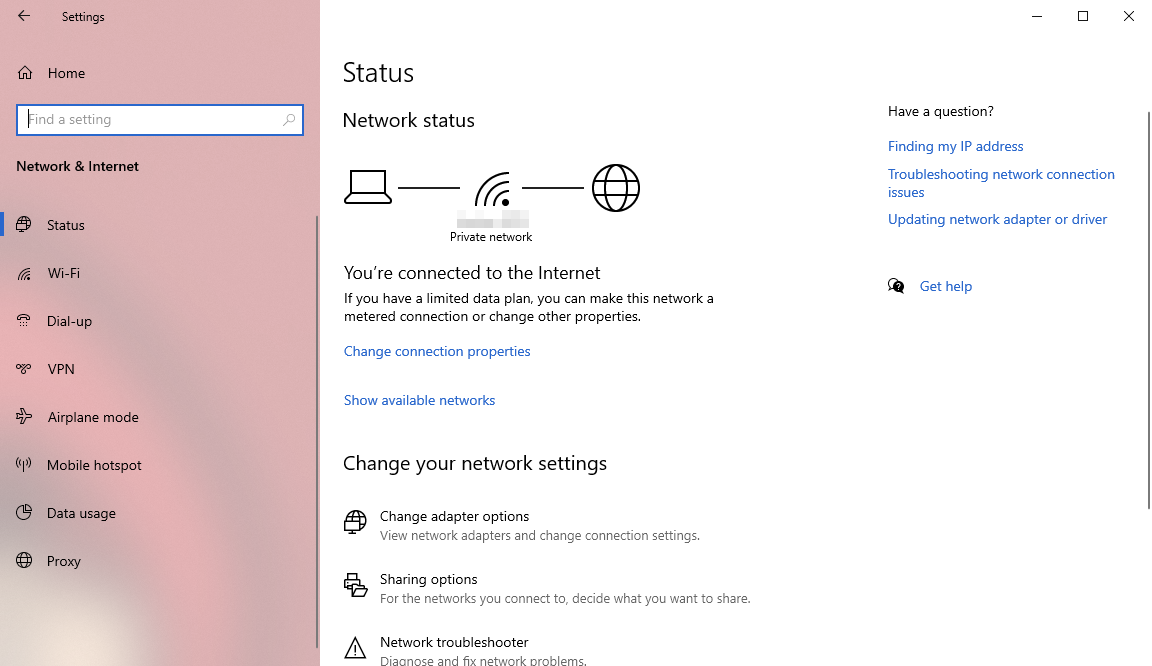 Settings
Home
Find a setting
Network & Internet
Status
Wi-Fi
Dial-up
VPN
Airplane mode
Mobile hotspot
Data usage
Proxy
Status
Network status
Private network
You're connected to the Internet
If you have a limited data plan, you can make this network a
metered connection or change other properties.
Change connection properties
Show available networks
Change your network settings
Change adapter options
View network adapters and change connection settings.
Sharing options
For the networks you connect to, decide what you want to share.
Network troubleshooter
Diagnose and fix network problems.
Have a question?
Finding my IP address
Troubleshooting network connection
issues
Updating network adapter or driver
Get help